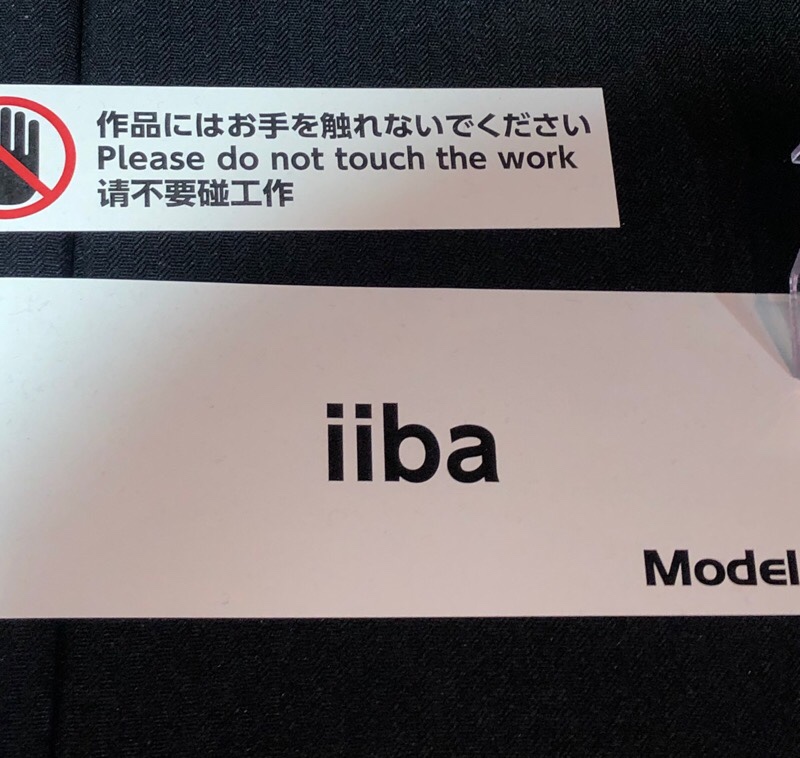 作品にはお手を触れないでください
Please do not touch the work
请不要碰工作
iiba
Model